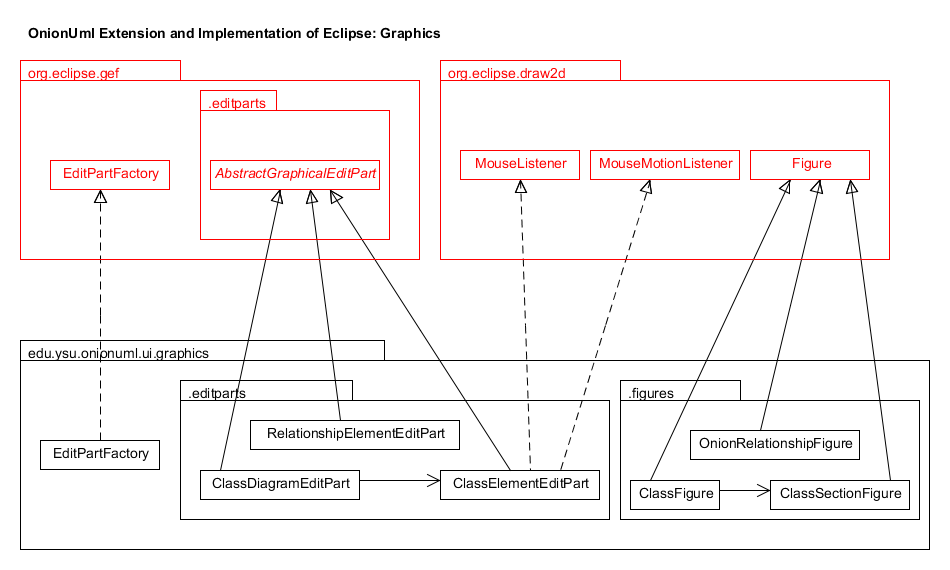 OnionUml Extension and Implementation of Eclipse: Graphics
org.eclipse.gef
org.eclipse.draw2d
.editparts
EditPartFactory
AbstractGraphicalEditPart
MouseListener
MouseMotionListener
Figure
edu.ysu.onionuml.ui.graphics
.editparts
.figures
RelationshipElementEditPart
OnionRelationshipFigure
EditPartFactory
ClassDiagramEditPart
ClassElementEditPart
ClassFigure
ClassSectionFigure